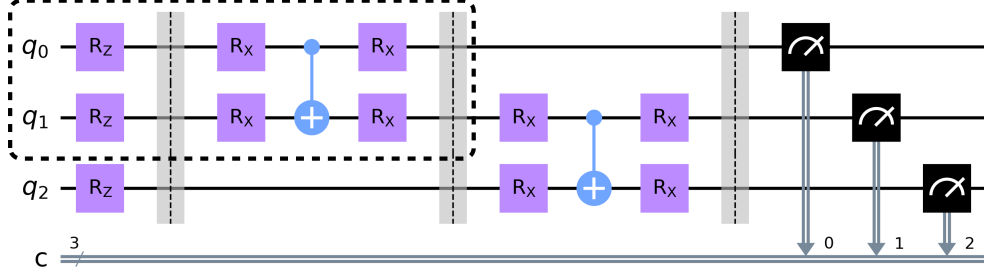 q0 RZ RX RX
q1 RZ RX RX RX RX
q2 RZ RX RX
3 0 1 2
c